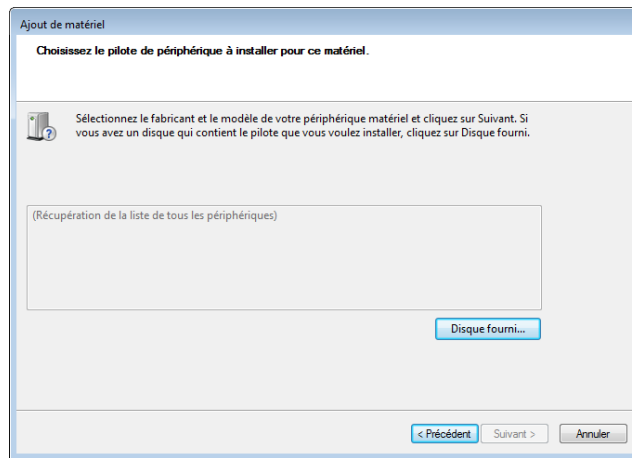 Ajout de matériel
Choisissez le pilote de périphérique à installer pour ce matériel.
Sélectionnez le fabricant et le modèle de votre périphérique matériel et cliquez sur Suivant. Si
vous avez un disque qui contient le pilote que vous voulez installer, cliquez sur Disque fourni.
(Récupération de la liste de tous les périphériques)
Disque fourni...
< Précédent Suivant > Annuler